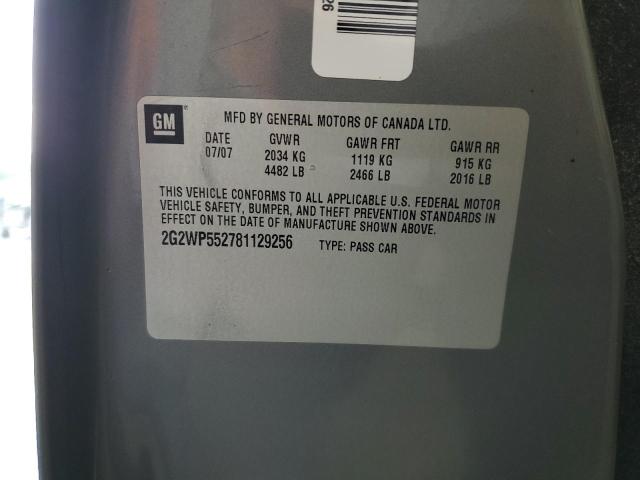 26
GM
MFD BY GENERAL MOTORS OF CANADA LTD.
DATE GVWR GAWR FRT GAWR RR
07/07 2034 KG 1119 KG 915 KG
4482 LB 2466 LB 2016 LB
THIS VEHICLE CONFORMS TO ALL APPLICABLE U.S. FEDERAL MOTOR
VEHICLE SAFETY, BUMPER, AND THEFT PREVENTION STANDARDS IN
EFFECT ON THE DATE OF MANUFACTURE SHOWN ABOVE.
2G2WP552781129256 TYPE: PASS CAR